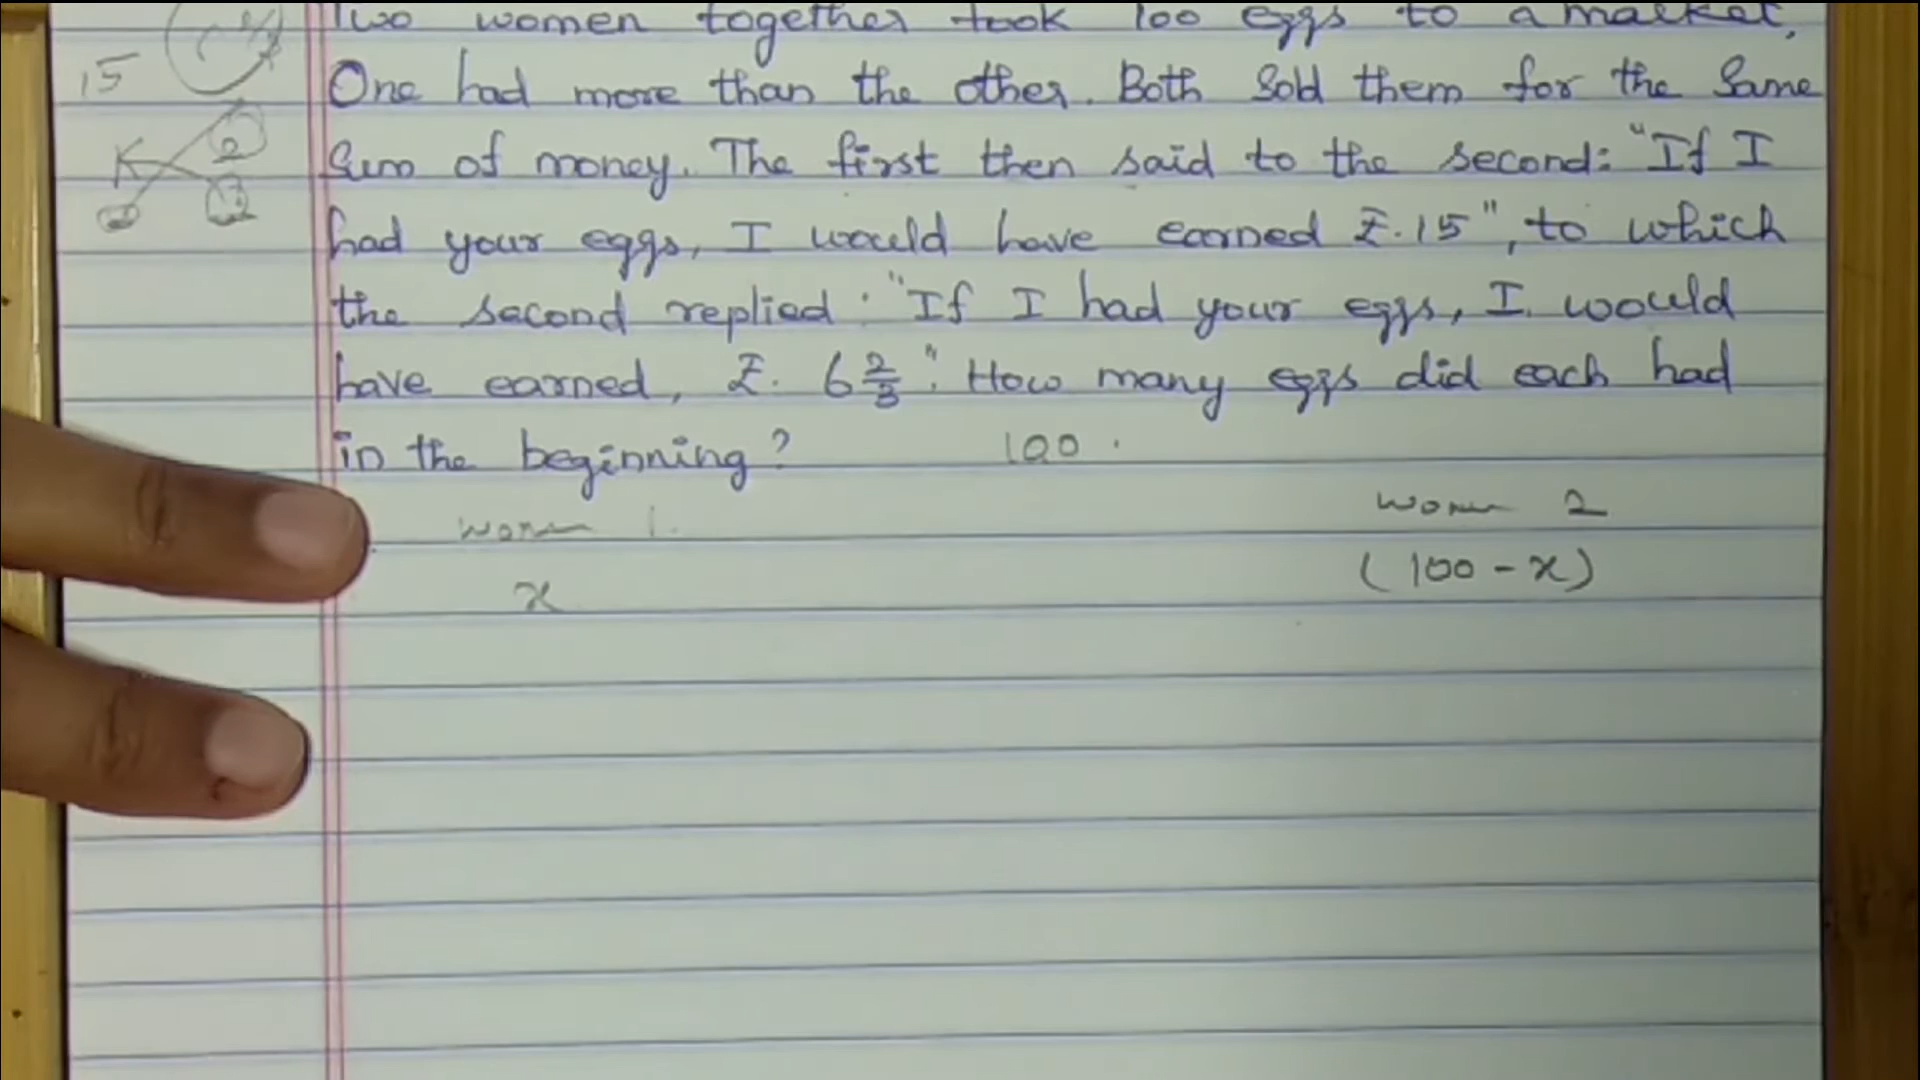 Two women together took 100 eggs to a market.
15
One had more than the other. Both sold them for the same
K 2
sum of money. The first then said to the second: "If I
had your eggs, I would have earned ₹.15", to which
the second replied: "If I had your eggs, I would
have earned, ₹. 6 2/3". How many eggs did each had
in the beginning? 100.
women 1. women 2
x (100 - x)